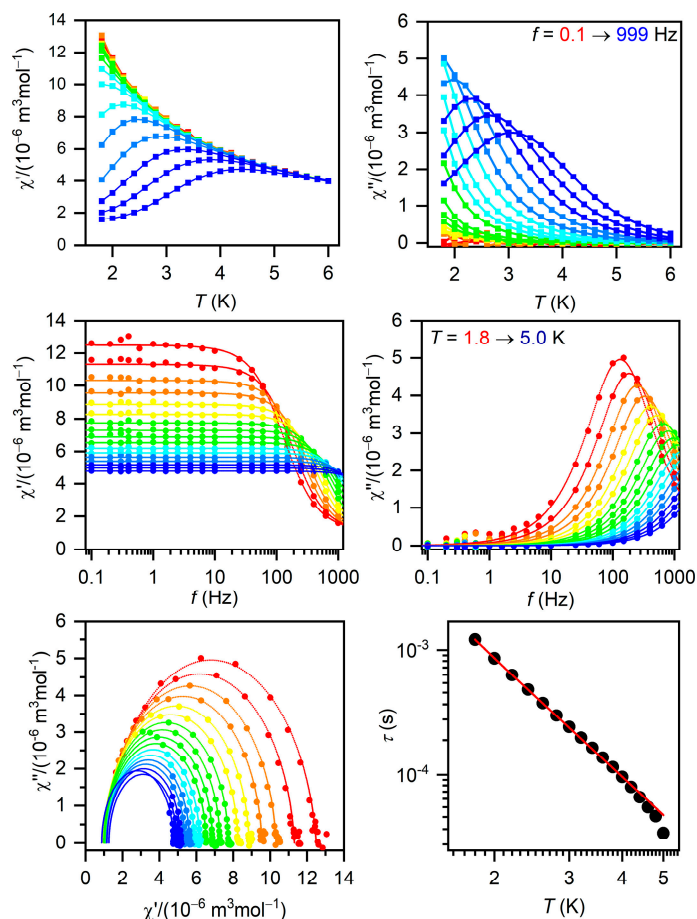 14
12
10
8
6
4
2
0
χ'/(10⁻⁶ m³mol⁻¹)
2 3 4 5 6
T (K)
f = 0.1 → 999 Hz
6
5
4
3
2
1
0
χ''/(10⁻⁶ m³mol⁻¹)
2 3 4 5 6
T (K)
14
12
10
8
6
4
2
0
χ'/(10⁻⁶ m³mol⁻¹)
0.1 1 10 100 1000
f (Hz)
T = 1.8 → 5.0 K
6
5
4
3
2
1
0
χ''/(10⁻⁶ m³mol⁻¹)
0.1 1 10 100 1000
f (Hz)
6
5
4
3
2
1
0
χ''/(10⁻⁶ m³mol⁻¹)
0 2 4 6 8 10 12 14
χ'/(10⁻⁶ m³mol⁻¹)
10⁻³
10⁻⁴
τ (s)
2 3 4 5
T (K)